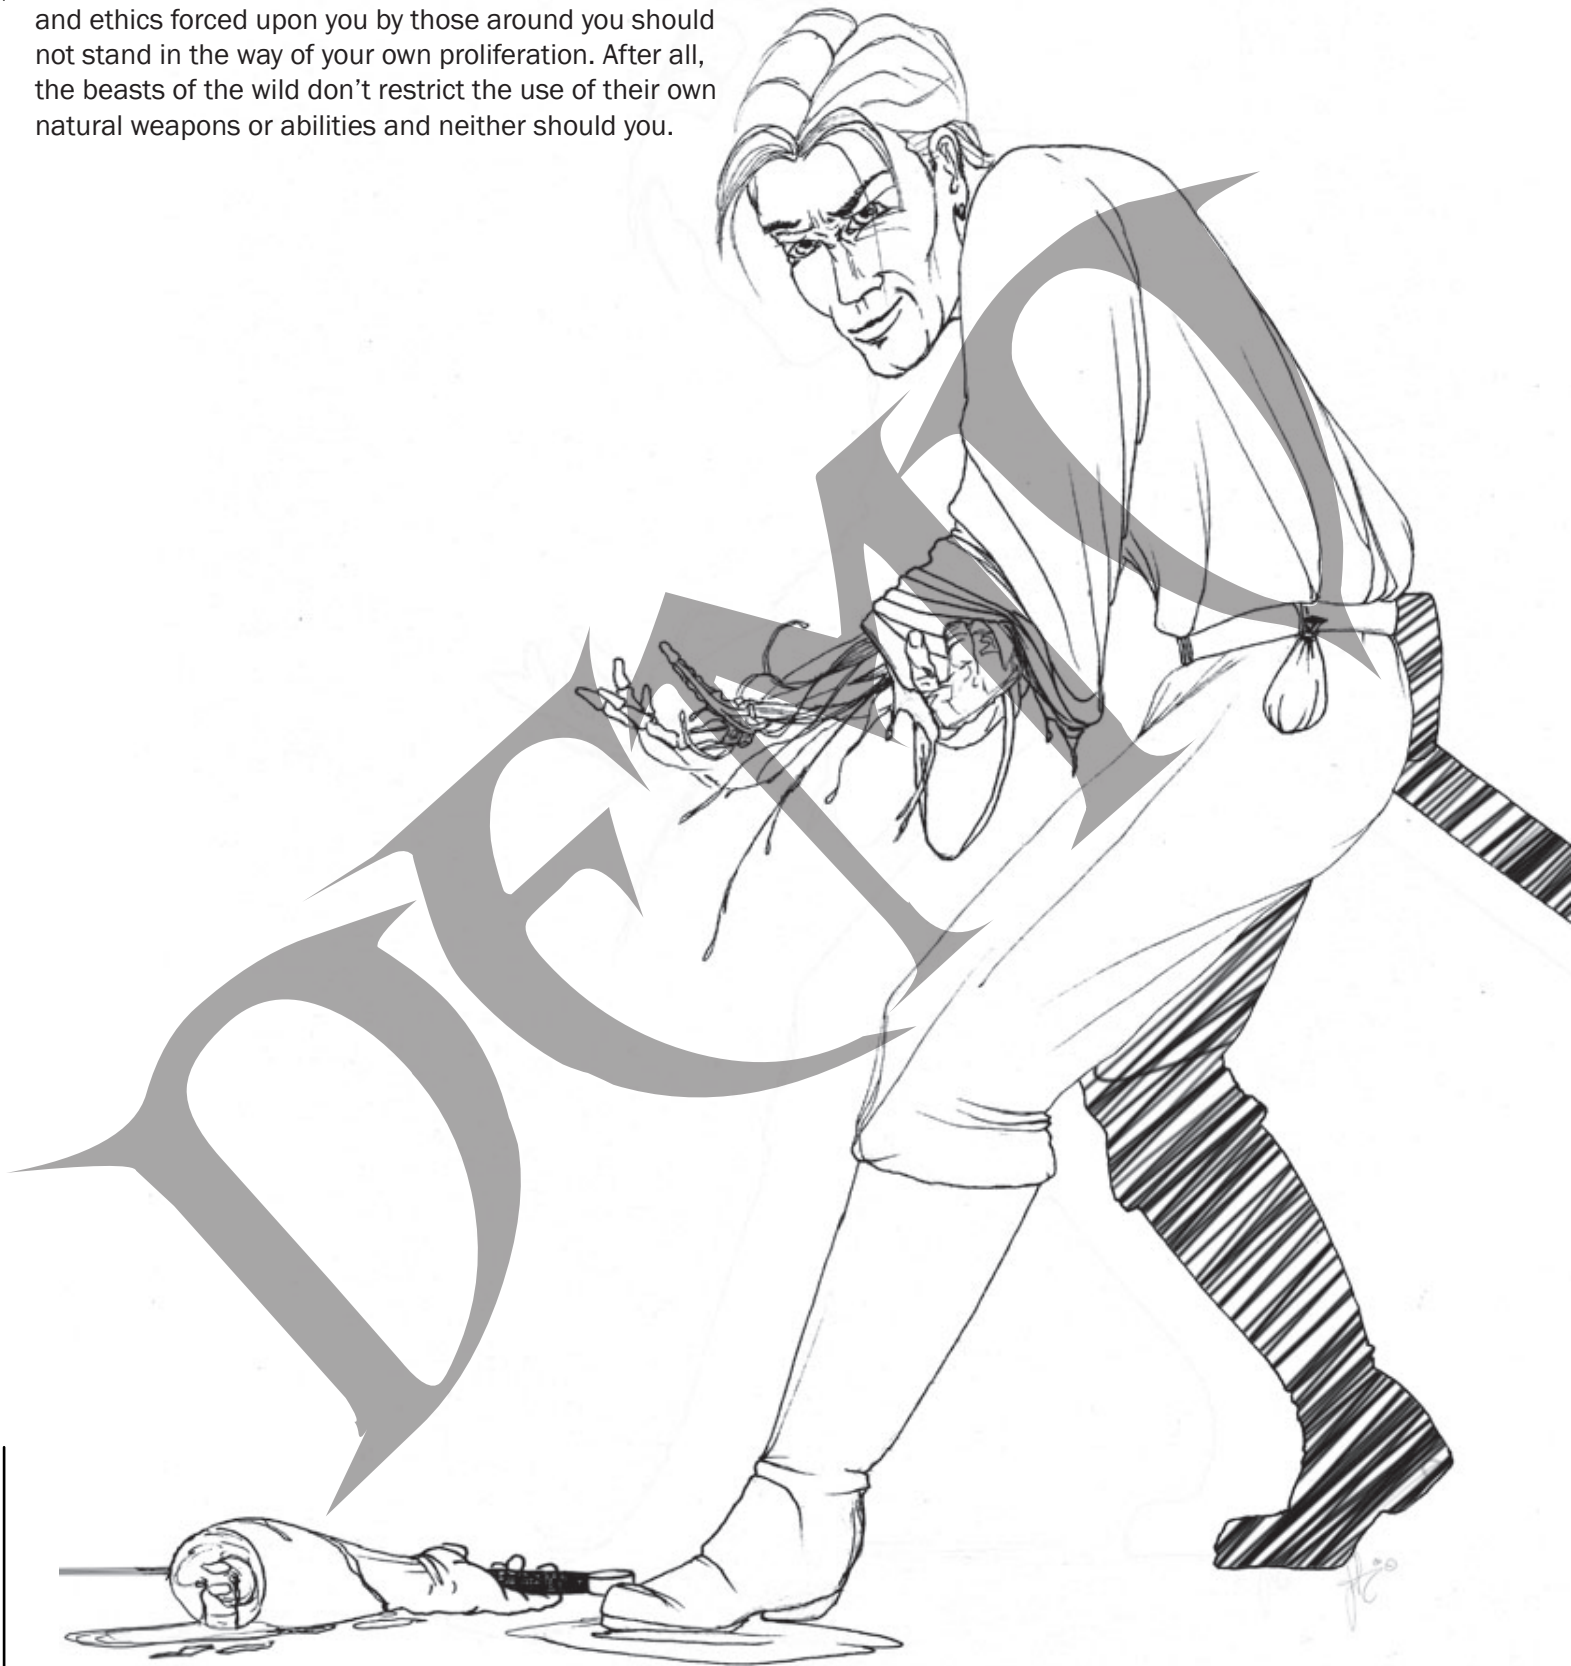 and ethics forced upon you by those around you should
not stand in the way of your own proliferation. After all,
the beasts of the wild don't restrict the use of their own
natural weapons or abilities and neither should you.
DEMO